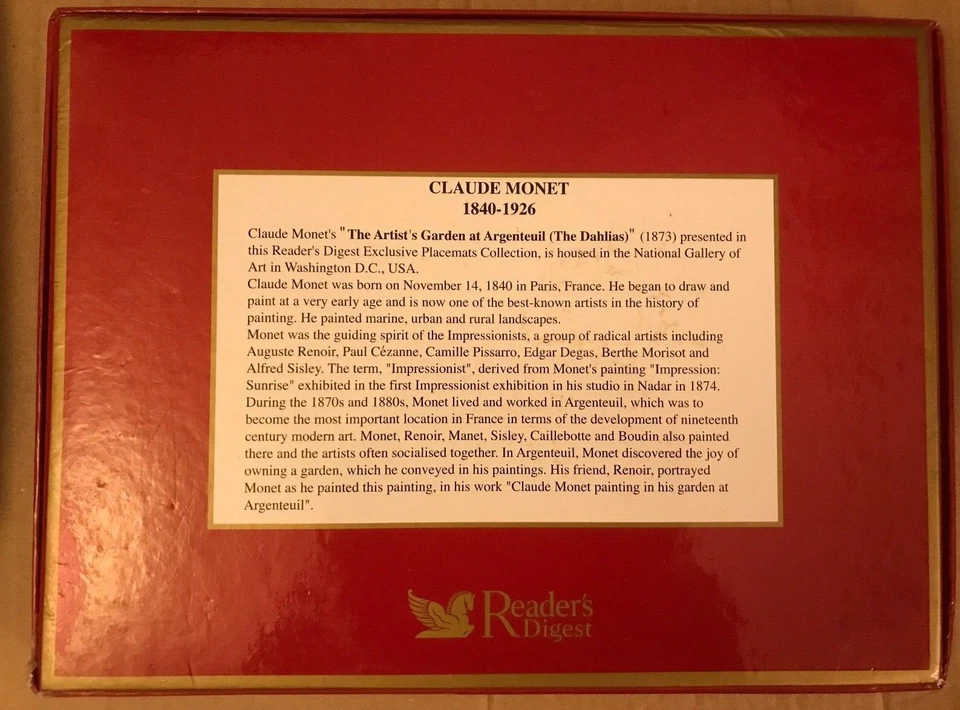 CLAUDE MONET
1840-1926
Claude Monet's "The Artist's Garden at Argenteuil (The Dahlias)" (1873) presented in
this Reader's Digest Exclusive Placemats Collection, is housed in the National Gallery of
Art in Washington D.C., USA.
Claude Monet was born on November 14, 1840 in Paris, France. He began to draw and
paint at a very early age and is now one of the best-known artists in the history of
painting. He painted marine, urban and rural landscapes.
Monet was the guiding spirit of the Impressionists, a group of radical artists including
Auguste Renoir, Paul Cézanne, Camille Pissarro, Edgar Degas, Berthe Morisot and
Alfred Sisley. The term, "Impressionist", derived from Monet's painting "Impression:
Sunrise" exhibited in the first Impressionist exhibition in his studio in Nadar in 1874.
During the 1870s and 1880s, Monet lived and worked in Argenteuil, which was to
become the most important location in France in terms of the development of nineteenth
century modern art. Monet, Renoir, Manet, Sisley, Caillebotte and Boudin also painted
there and the artists often socialised together. In Argenteuil, Monet discovered the joy of
owning a garden, which he conveyed in his paintings. His friend, Renoir, portrayed
Monet as he painted this painting, in his work "Claude Monet painting in his garden at
Argenteuil".
Reader's
Digest